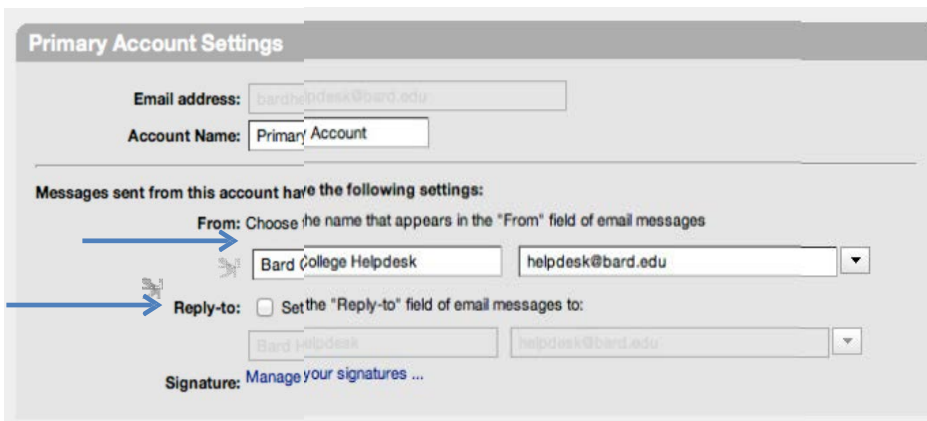 Primary Account Settings
Email address: bardhelpdesk@bard.edu
Account Name: Primary Account
Messages sent from this account have the following settings:
From: Choose the name that appears in the "From" field of email messages
Bard College Helpdesk helpdesk@bard.edu
Reply-to: Set the "Reply-to" field of email messages to:
Bard Helpdesk helpdesk@bard.edu
Signature: Manage your signatures ...